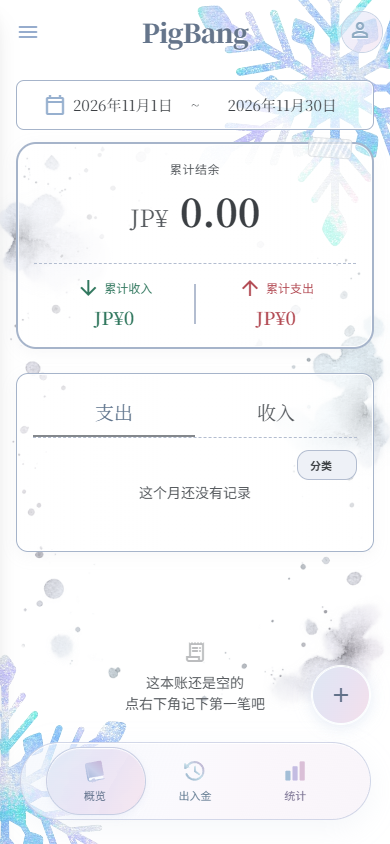 PigBang
2026年11月1日 ~ 2026年11月30日
累计结余
JP¥ 0.00
累计收入 累计支出
JP¥0 JP¥0
支出 收入
分类
这个月还没有记录
这本账还是空的
点右下角记下第一笔吧
+
概览 出入金 统计